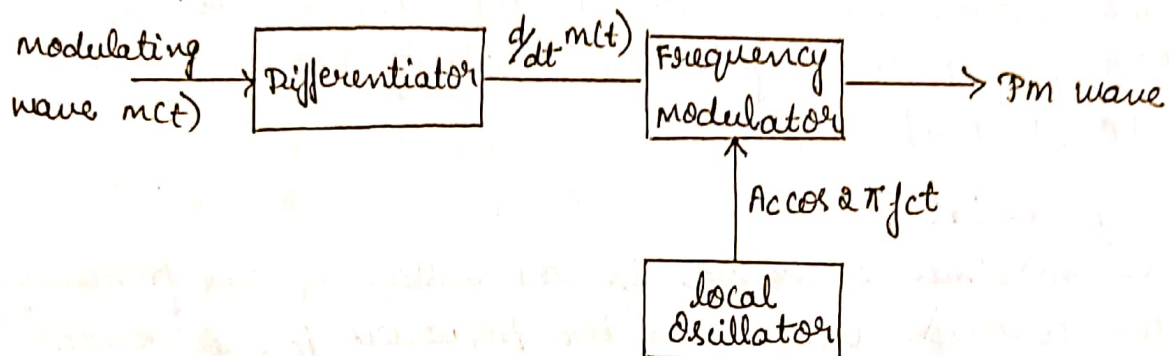 modulating
wave m(t)
Differentiator
d/dt m(t)
Frequency
Modulator
Pm wave
Ac cos 2πfct
local
Oscillator